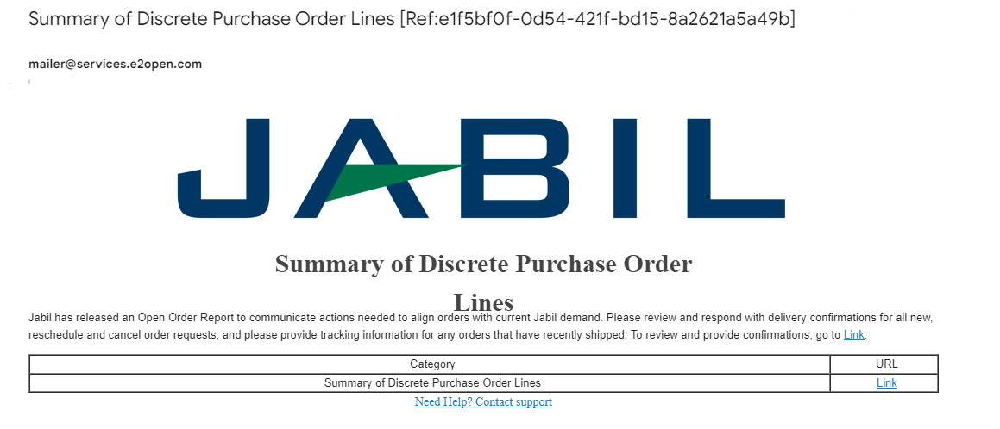 Summary of Discrete Purchase Order Lines [Ref:e1f5bf0f-0d54-421f-bd15-8a2621a5a49b]
mailer@services.e2open.com
JABIL
Summary of Discrete Purchase Order
Lines
Jabil has released an Open Order Report to communicate actions needed to align orders with current Jabil demand. Please review and respond with delivery confirmations for all new,
reschedule and cancel order requests, and please provide tracking information for any orders that have recently shipped. To review and provide confirmations, go to Link:
Category URL
Summary of Discrete Purchase Order Lines Link
Need Help? Contact support